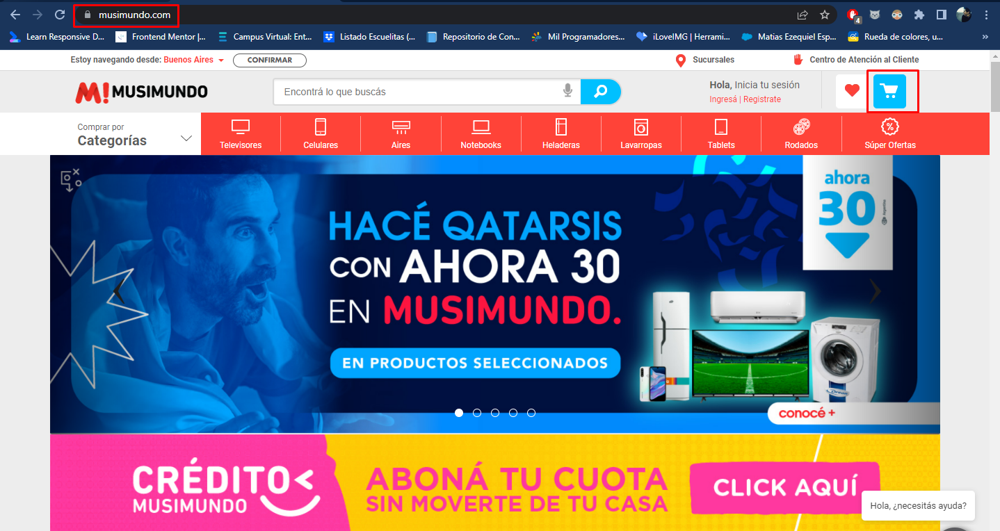 musimundo.com
4
Learn Responsive D...
Frontend Mentor |...
Campus Virtual: Ent...
Listado Escuelitas (...
Repositorio de Con...
Mil Programadores...
iLoveIMG | Herrami...
Matias Ezequiel Esp...
Rueda de colores, u...
»
Estoy navegando desde: Buenos Aires
CONFIRMAR
Sucursales
Centro de Atención al Cliente
M! MUSIMUNDO
Encontrá lo que buscás
Hola, Inicia tu sesión
Ingresá | Registrate
Comprar por
Categorías
Televisores
Celulares
Aires
Notebooks
Heladeras
Lavarropas
Tablets
Rodados
Súper Ofertas
HACÉ QATARSIS
CON AHORA 30
EN MUSIMUNDO.
EN PRODUCTOS SELECCIONADOS
ahora
30
conocé +
CRÉDITO
MUSIMUNDO
ABONÁ TU CUOTA
SIN MOVERTE DE TU CASA
CLICK AQUÍ
Hola, ¿necesitás ayuda?